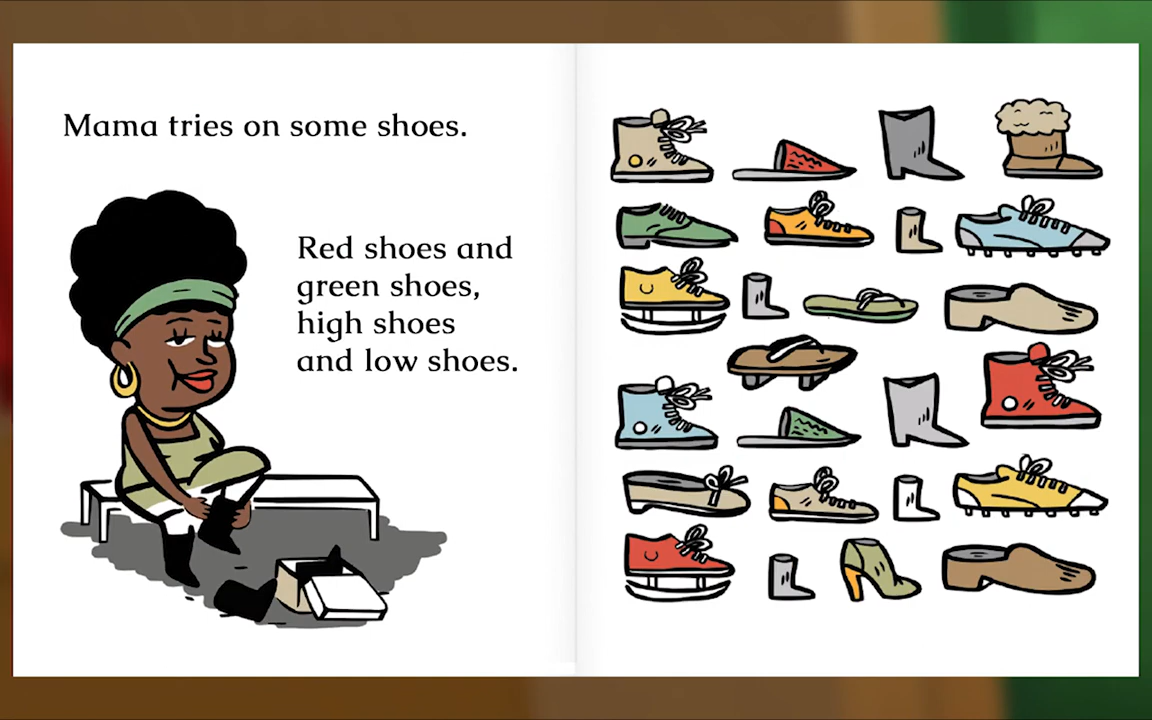 Mama tries on some shoes.
Red shoes and
green shoes,
high shoes
and low shoes.